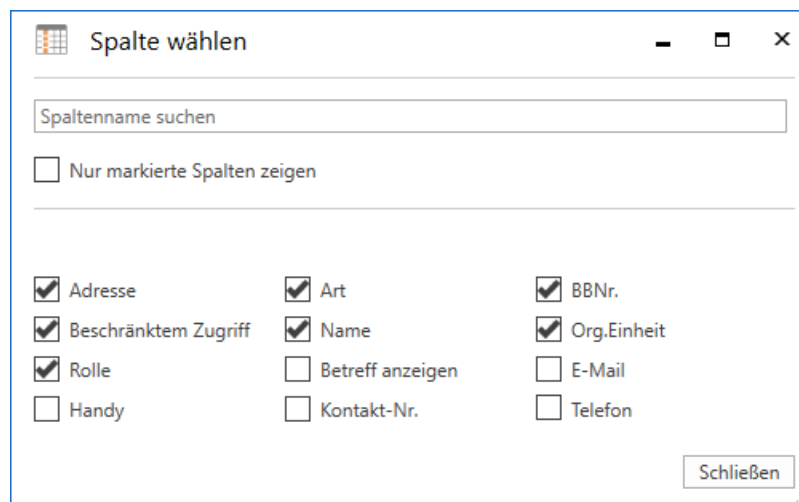 Spalte wählen
Spaltenname suchen
Nur markierte Spalten zeigen
Adresse Art BBNr.
Beschränktem Zugriff Name Org.Einheit
Rolle Betreff anzeigen E-Mail
Handy Kontakt-Nr. Telefon
Schließen